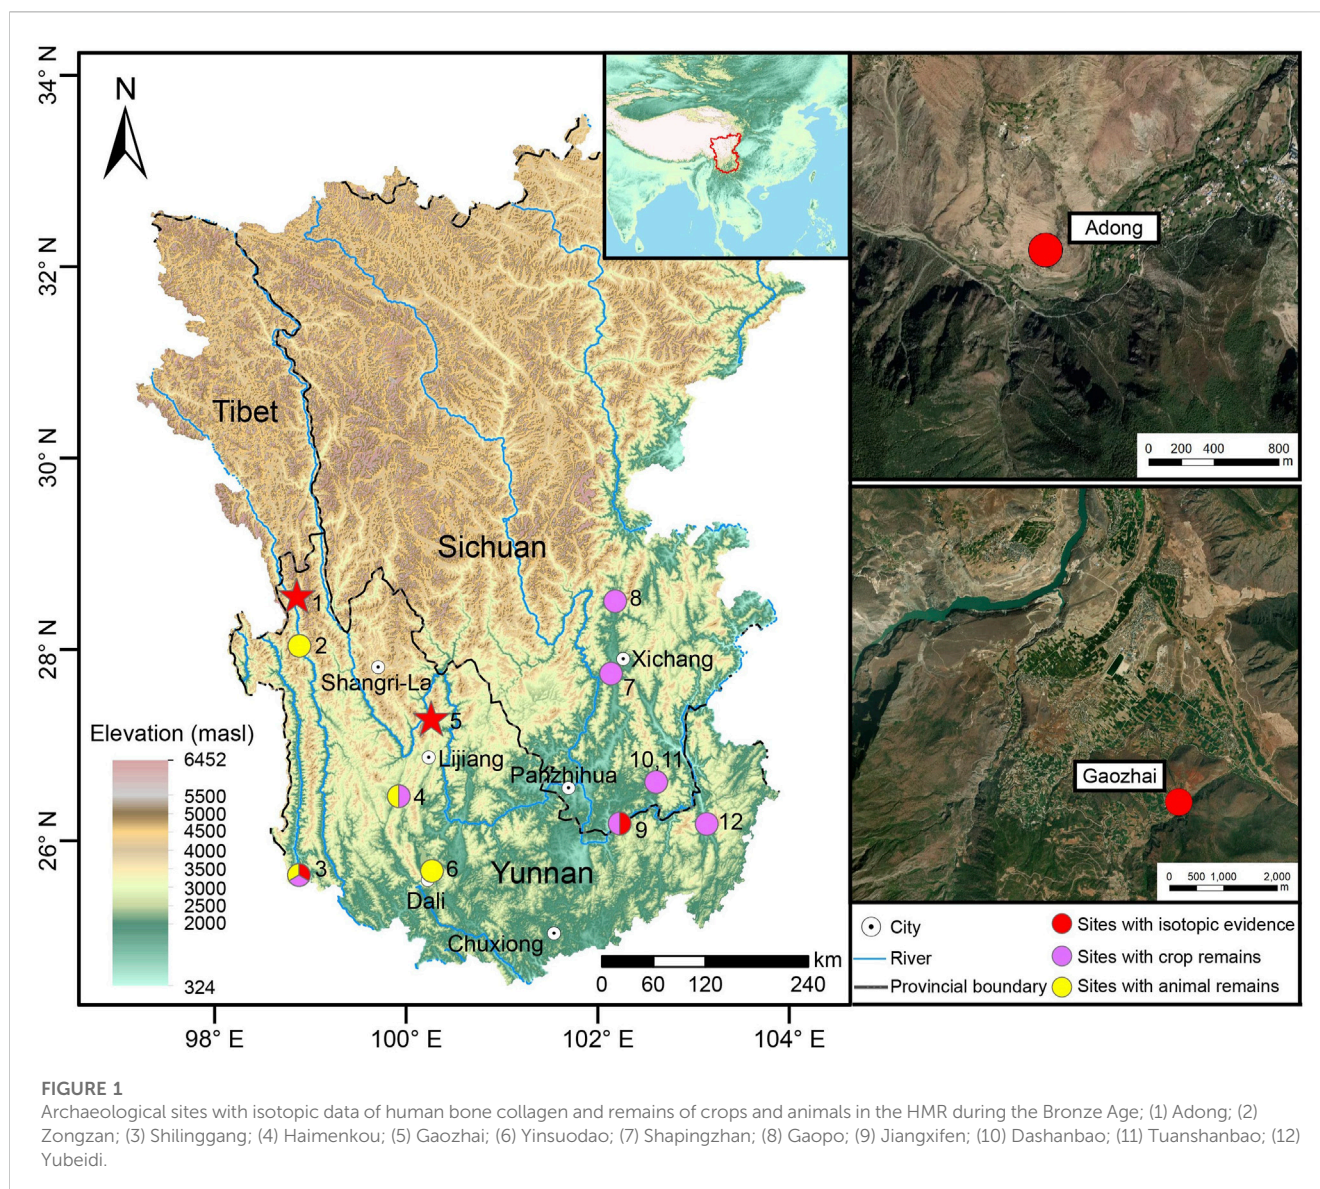 34° N
32° N
30° N
28° N
26° N
N
Tibet
Sichuan
Yunnan
1
2
Shangri-La
5
Lijiang
4
3
6
Dali
Chuxiong
8
Xichang
7
Panzhihua
10, 11
9
12
Elevation (masl)
6452
5500
5000
4500
4000
3500
3000
2500
2000
324
km
0 60 120 240
98° E 100° E 102° E 104° E
Adong
0 200 400 800
m
Gaozhai
0 500 1,000 2,000
m
City
River
Provincial boundary
Sites with isotopic evidence
Sites with crop remains
Sites with animal remains
FIGURE 1
Archaeological sites with isotopic data of human bone collagen and remains of crops and animals in the HMR during the Bronze Age; (1) Adong; (2)
Zongzan; (3) Shilinggang; (4) Haimenkou; (5) Gaozhai; (6) Yinsuodao; (7) Shapingzhan; (8) Gaopo; (9) Jiangxifen; (10) Dashanbao; (11) Tuanshanbao; (12)
Yubeidi.